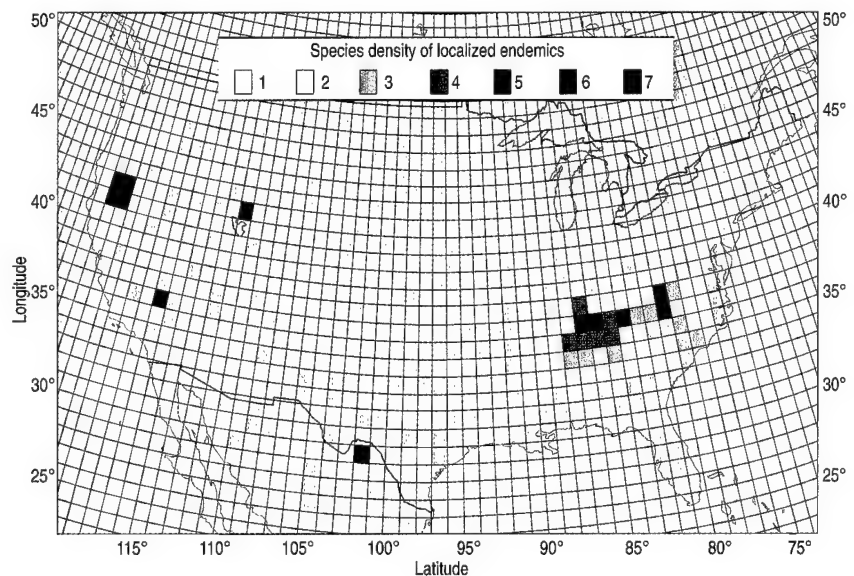 Species density of localized endemics
1 2 3 4 5 6 7
50° 50°
45° 45°
40° 40°
35° 35°
30° 30°
25° 25°
Longitude
115° 110° 105° 100° 95° 90° 85° 80° 75°
Latitude